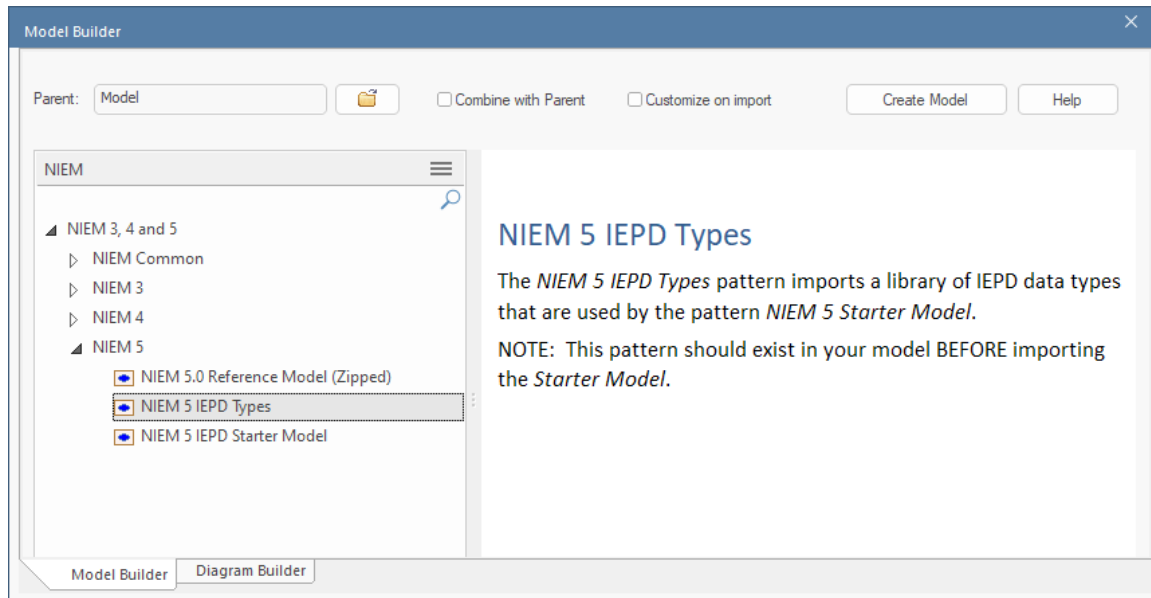 Model Builder
Parent: Model Combine with Parent Customize on import Create Model Help
NIEM
NIEM 3, 4 and 5
NIEM Common
NIEM 3
NIEM 4
NIEM 5
NIEM 5.0 Reference Model (Zipped)
NIEM 5 IEPD Types
NIEM 5 IEPD Starter Model
NIEM 5 IEPD Types
The NIEM 5 IEPD Types pattern imports a library of IEPD data types
that are used by the pattern NIEM 5 Starter Model.
NOTE: This pattern should exist in your model BEFORE importing
the Starter Model.
Model Builder Diagram Builder